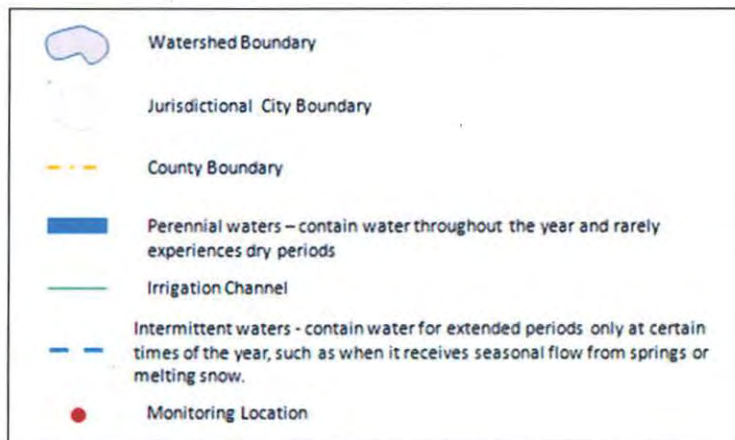 Watershed Boundary
Jurisdictional City Boundary
County Boundary
Perennial waters – contain water throughout the year and rarely
experiences dry periods
Irrigation Channel
Intermittent waters - contain water for extended periods only at certain
times of the year, such as when it receives seasonal flow from springs or
melting snow.
Monitoring Location